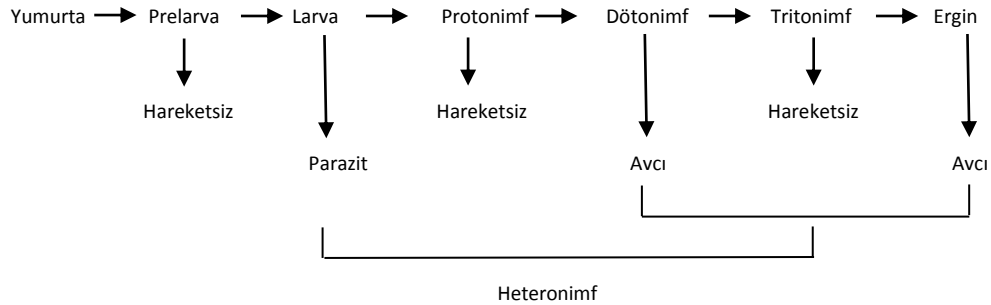 Yumurta Prelarva Larva Protonimf Dötonimf Tritonimf Ergin
Hareketsiz Hareketsiz Hareketsiz
Parazit Avcı Avcı
Heteronimf